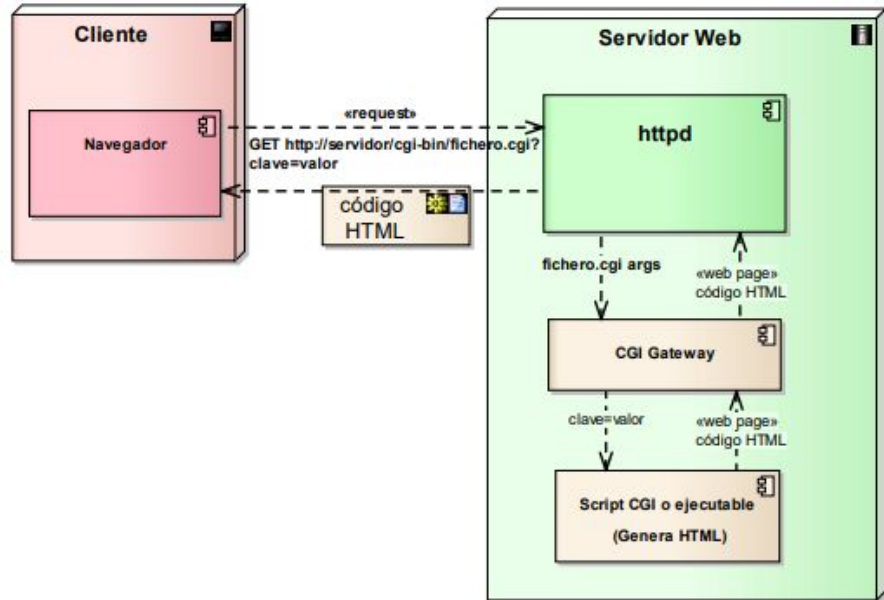 Cliente
Navegador
«request»
GET http://servidor/cgi-bin/fichero.cgi?
clave=valor
código
HTML
Servidor Web
httpd
fichero.cgi args
«web page»
código HTML
CGI Gateway
clave=valor
«web page»
código HTML
Script CGI o ejecutable
(Genera HTML)